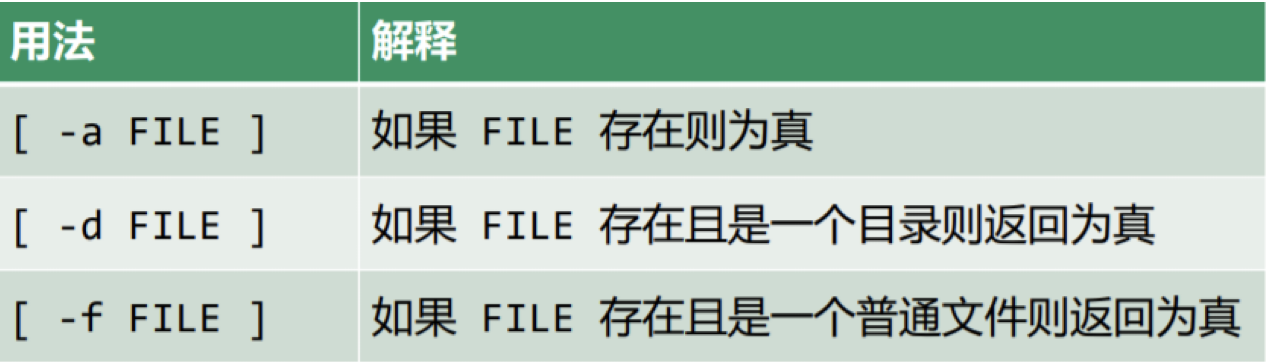 用法 解释
[ -a FILE ] 如果 FILE 存在则为真
[ -d FILE ] 如果 FILE 存在且是一个目录则返回为真
[ -f FILE ] 如果 FILE 存在且是一个普通文件则返回为真